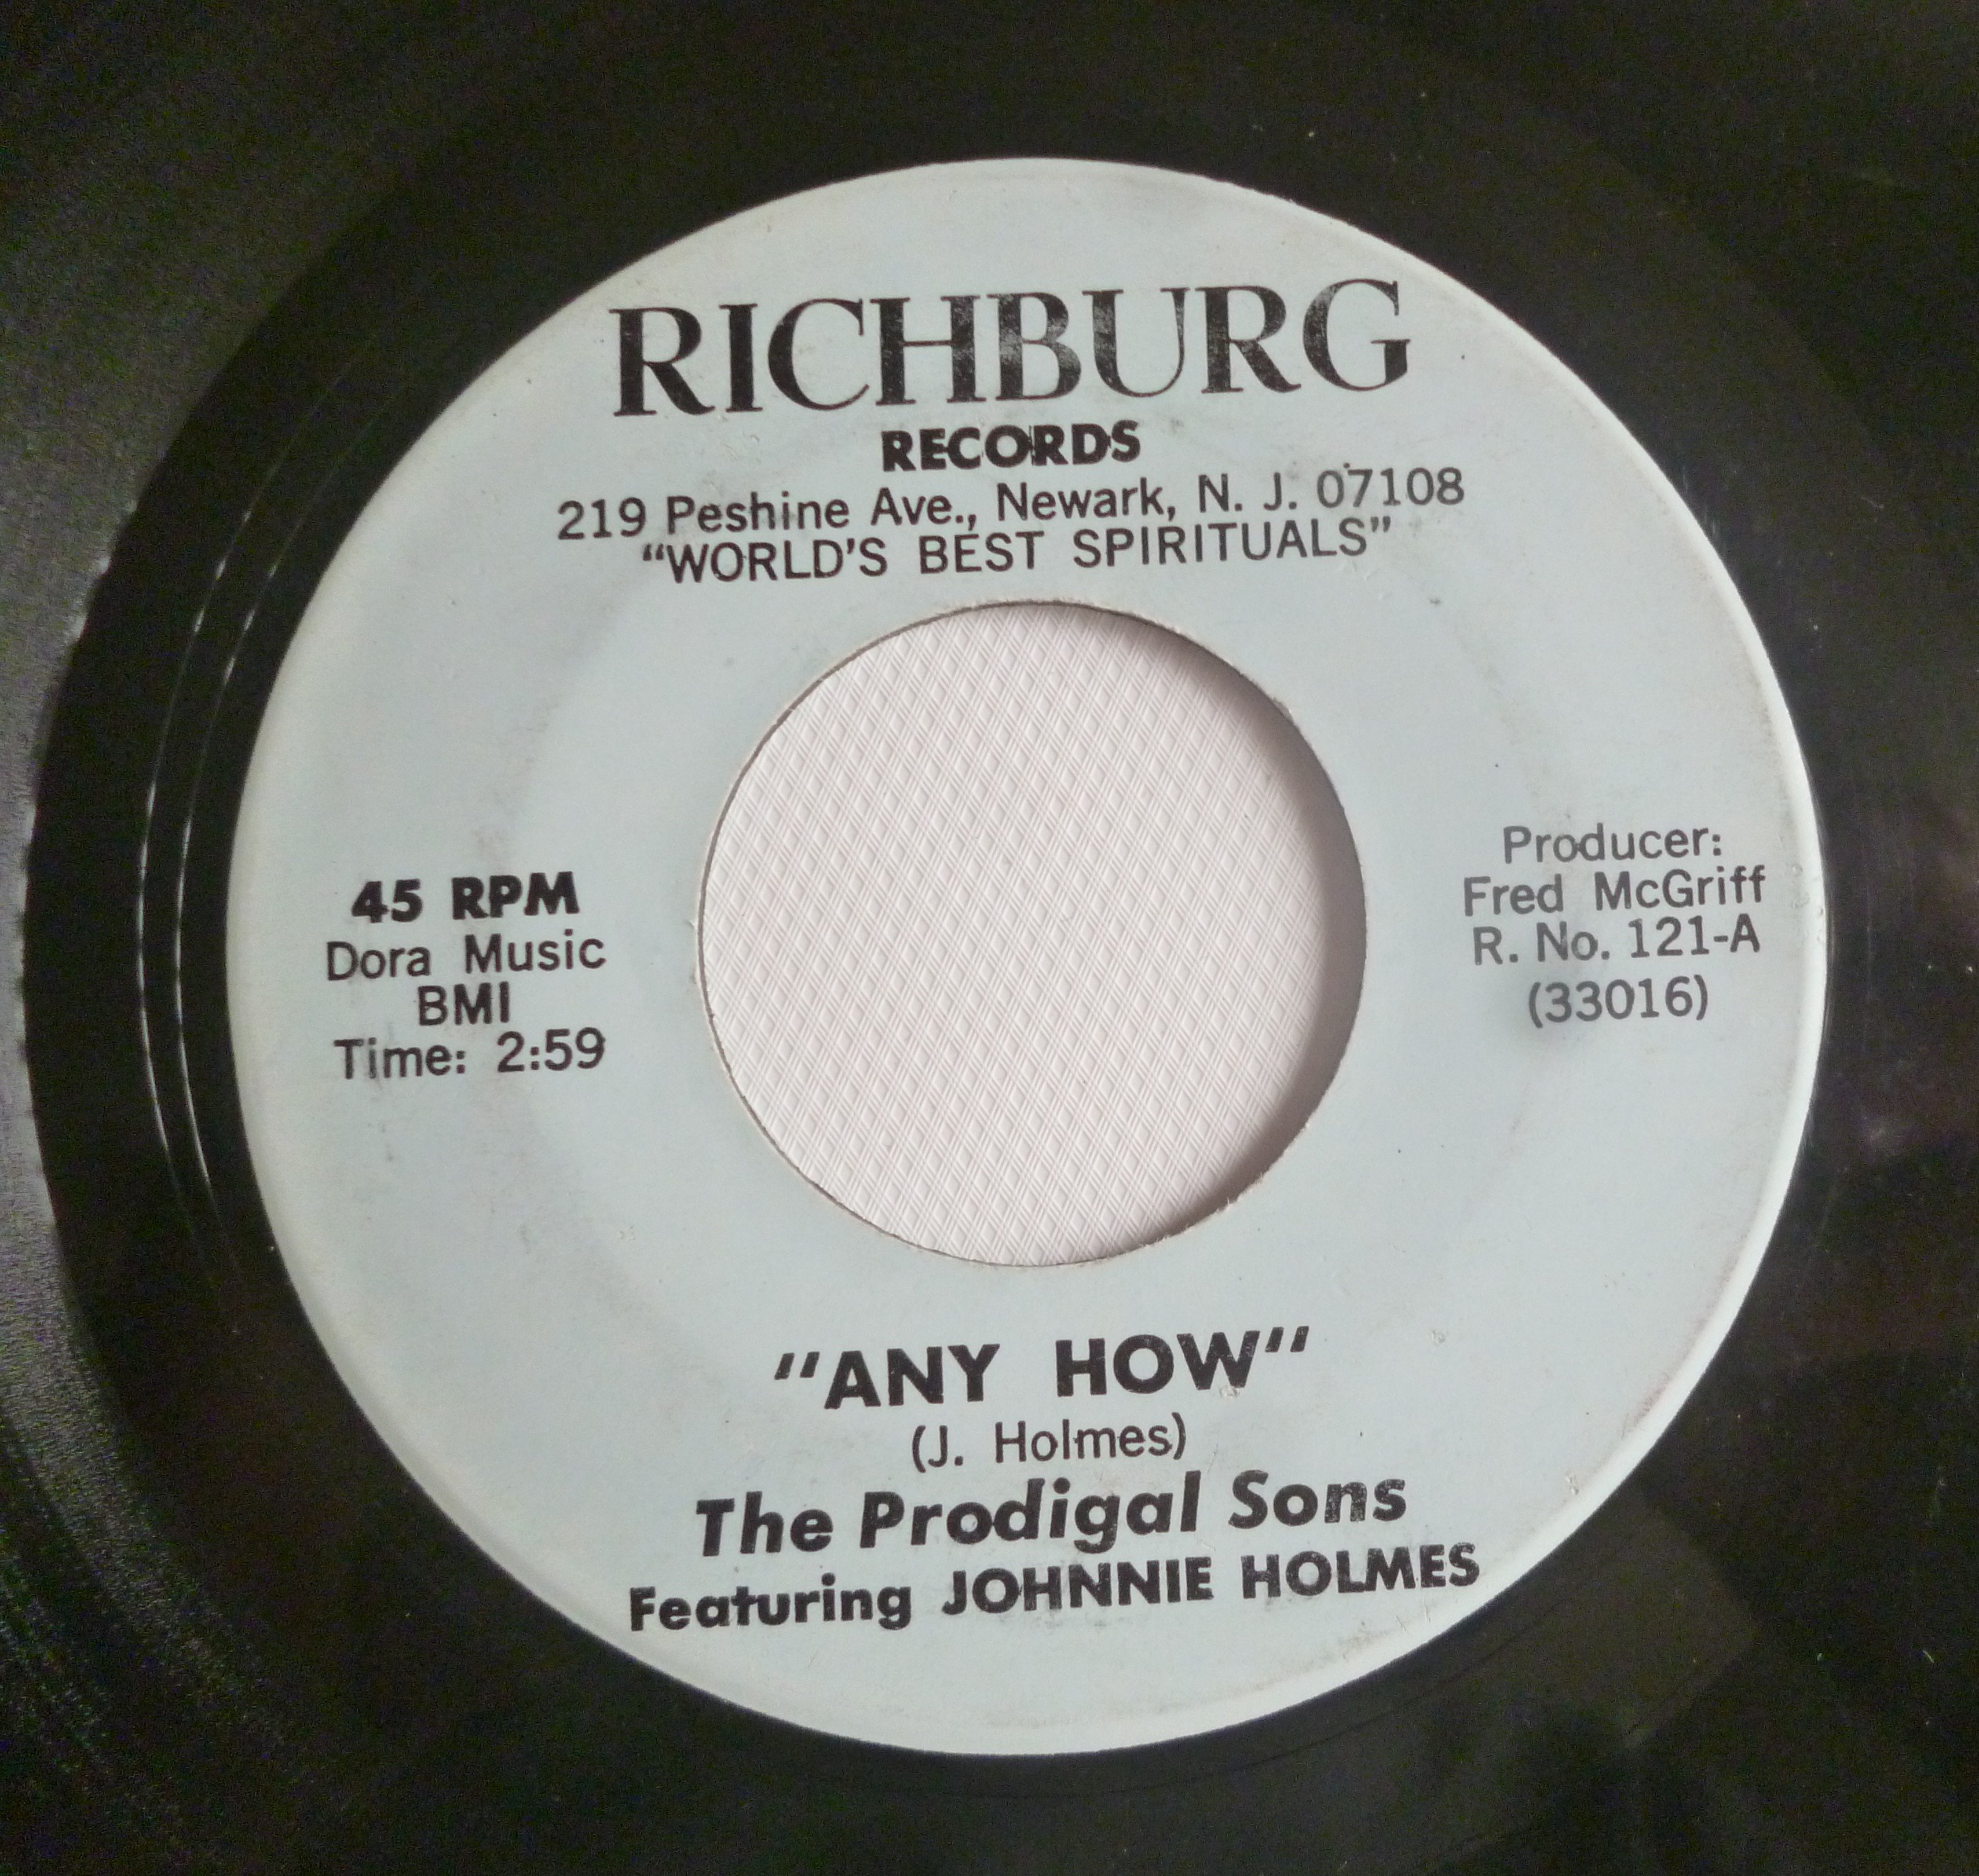 RICHBURG
RECORDS
219 Peshine Ave., Newark, N. J. 07108
"WORLD'S BEST SPIRITUALS"
45 RPM
Dora Music
BMI
Time: 2:59
Producer:
Fred McGriff
R. No. 121-A
(33016)
"ANY HOW"
(J. Holmes)
The Prodigal Sons
Featuring JOHNNIE HOLMES